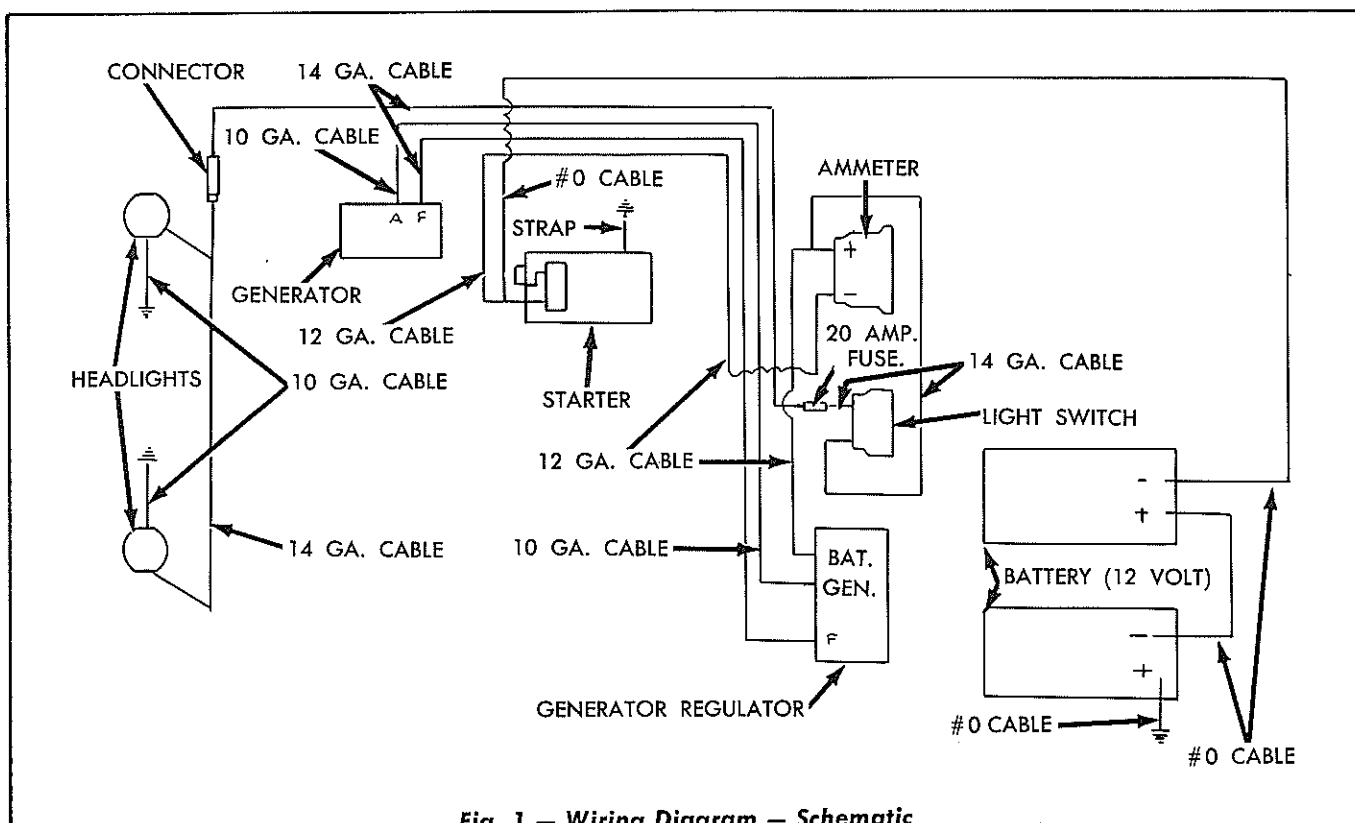 CONNECTOR
14 GA. CABLE
10 GA. CABLE
#0 CABLE
AMMETER
A F
STRAP
+
GENERATOR
−
12 GA. CABLE
20 AMP.
FUSE.
14 GA. CABLE
HEADLIGHTS
10 GA. CABLE
STARTER
LIGHT SWITCH
12 GA. CABLE
-
+
14 GA. CABLE
10 GA. CABLE
BAT.
GEN.
F
BATTERY (12 VOLT)
−
+
GENERATOR REGULATOR
#0 CABLE
#0 CABLE
Fig. 1 — Wiring Diagram — Schematic